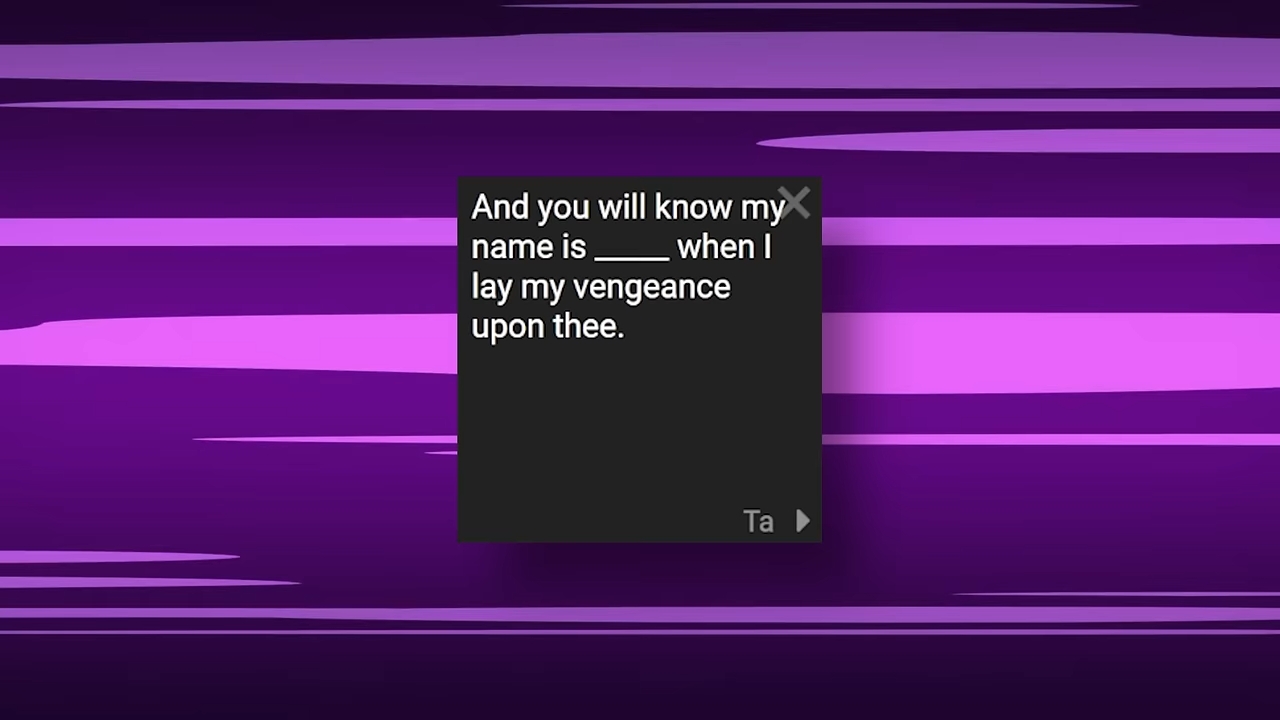 And you will know my
name is _____ when I
lay my vengeance
upon thee.
Ta